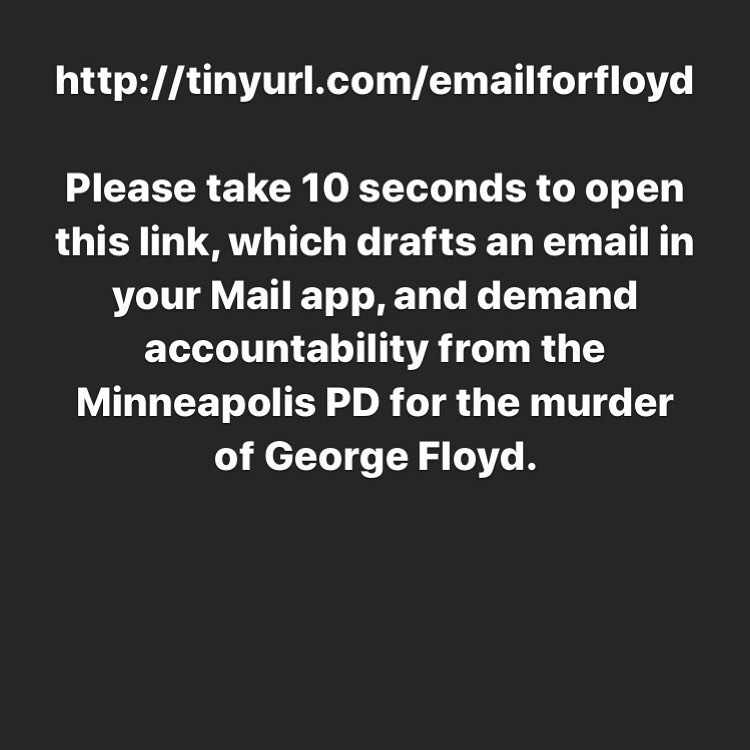 http://tinyurl.com/emailforfloyd
Please take 10 seconds to open
this link, which drafts an email in
your Mail app, and demand
accountability from the
Minneapolis PD for the murder
of George Floyd.